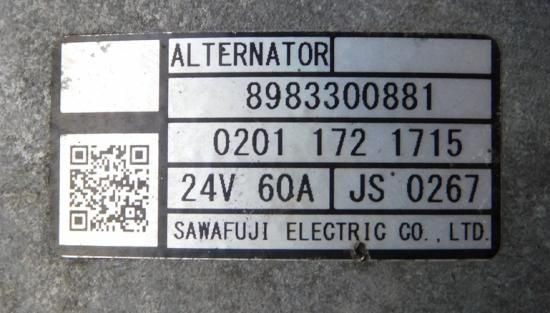 ALTERNATOR
8983300881
0201 172 1715
24V 60A JS 0267
SAWAFUJI ELECTRIC CO., LTD.